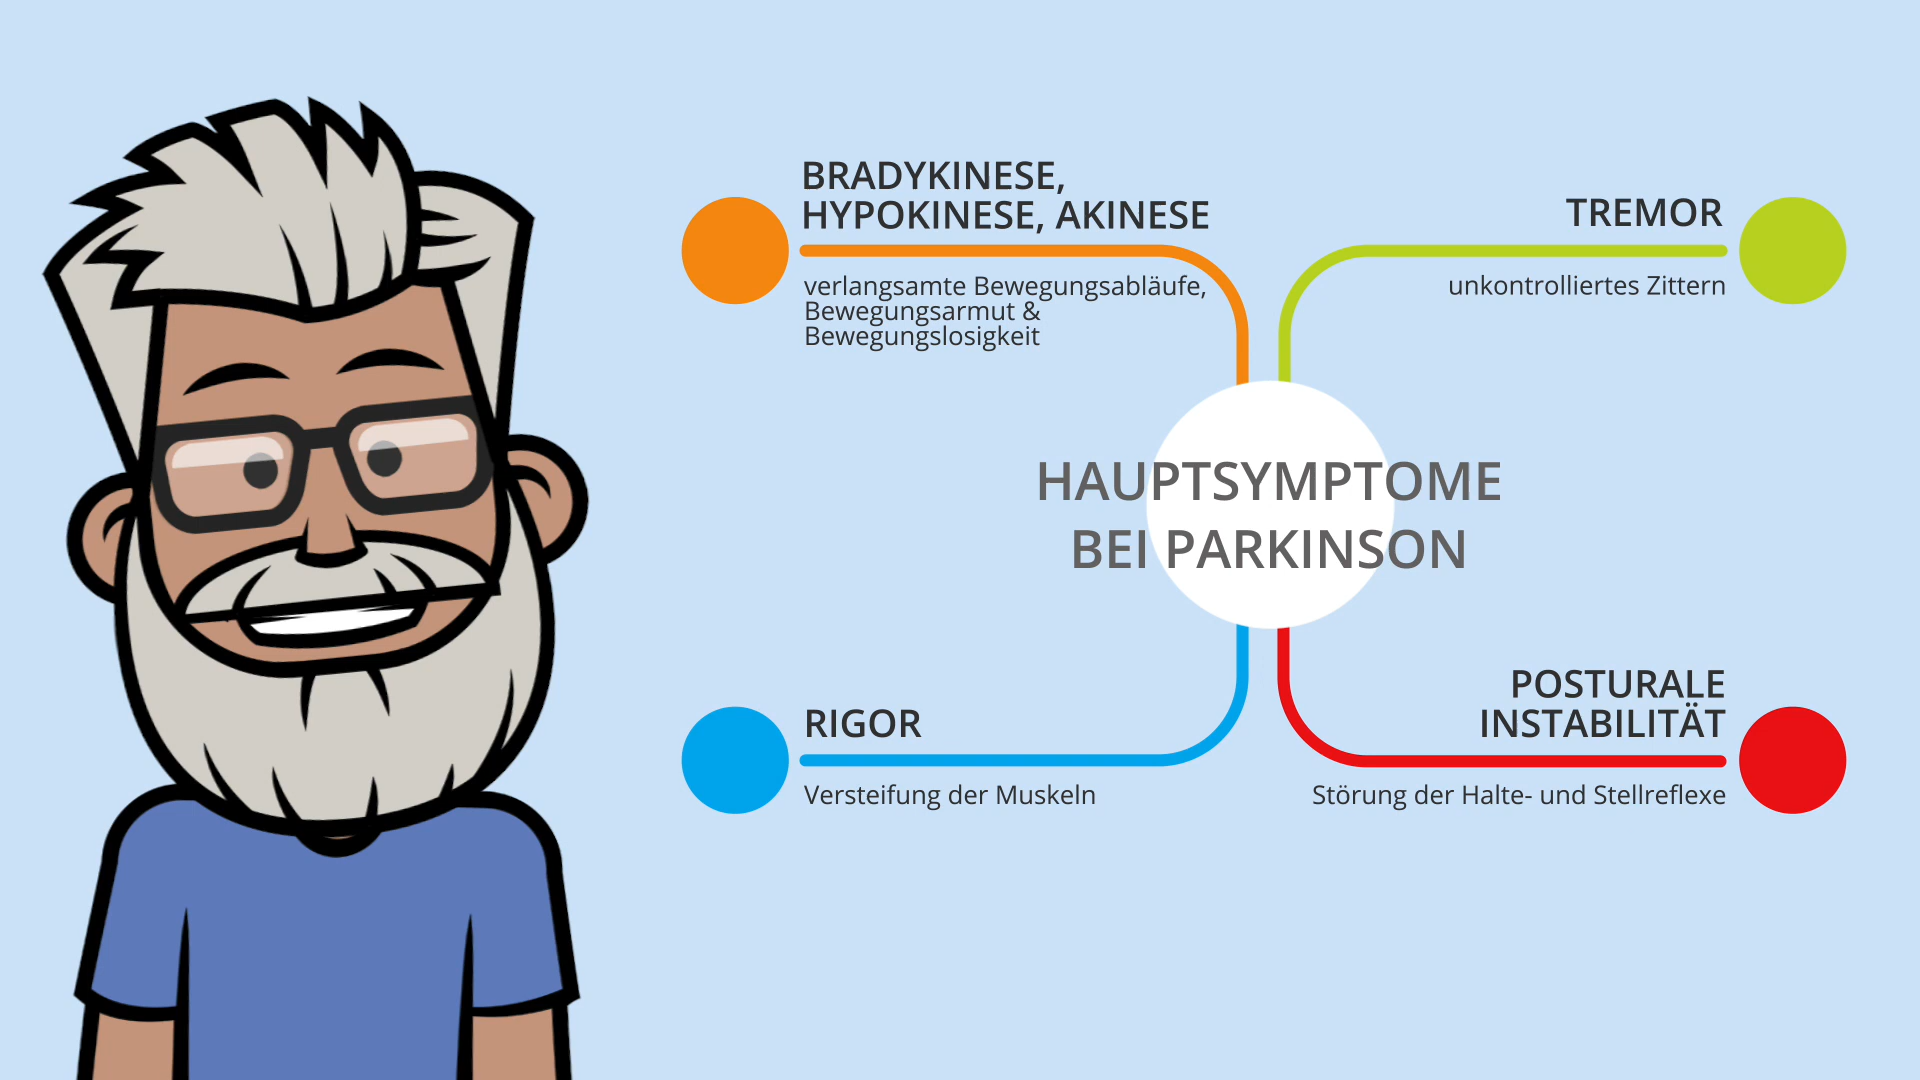 BRADYKINESE,
HYPOKINESE, AKINESE
verlangsamte Bewegungsabläufe,
Bewegungsarmut &
Bewegungslosigkeit
TREMOR
unkontrolliertes Zittern
HAUPTSYMPTOME
BEI PARKINSON
RIGOR
Versteifung der Muskeln
POSTURALE
INSTABILITÄT
Störung der Halte- und Stellreflexe